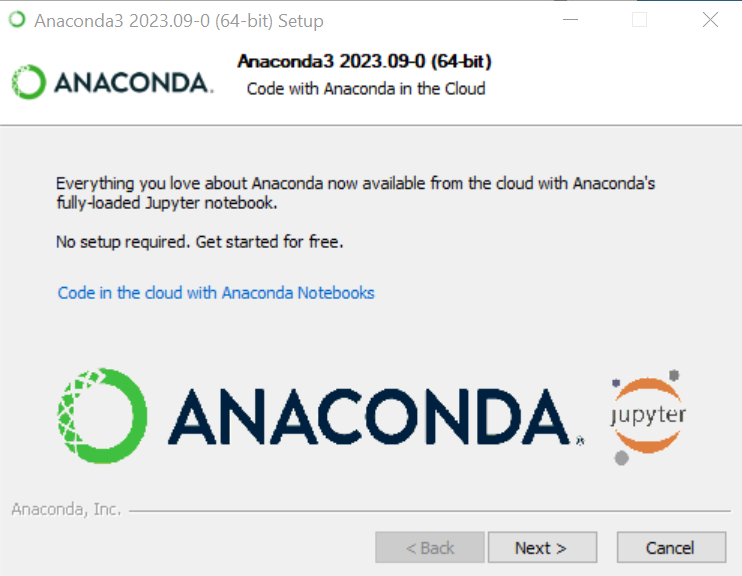 Anaconda3 2023.09-0 (64-bit) Setup
ANACONDA.
Anaconda3 2023.09-0 (64-bit)
Code with Anaconda in the Cloud
Everything you love about Anaconda now available from the cloud with Anaconda's
fully-loaded Jupyter notebook.
No setup required. Get started for free.
Code in the cloud with Anaconda Notebooks
ANACONDA.
jupyter
Anaconda, Inc.
< Back Next > Cancel